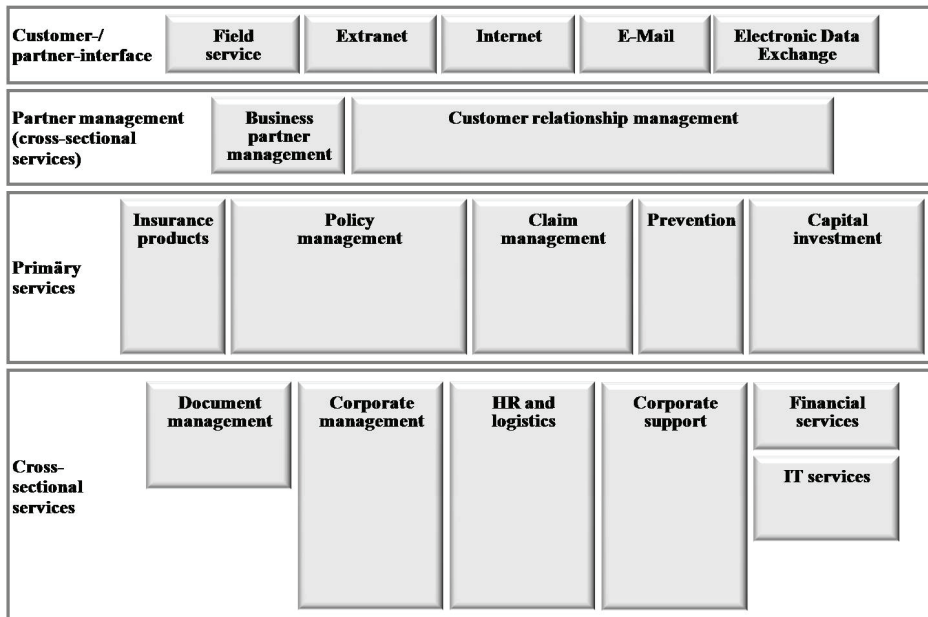 Customer-/
partner-interface
Field
service
Extranet
Internet
E-Mail
Electronic Data
Exchange
Partner management
(cross-sectional
services)
Business
partner
management
Customer relationship management
Primäry
services
Insurance
products
Policy
management
Claim
management
Prevention
Capital
investment
Cross-
sectional
services
Document
management
Corporate
management
HR and
logistics
Corporate
support
Financial
services
IT services